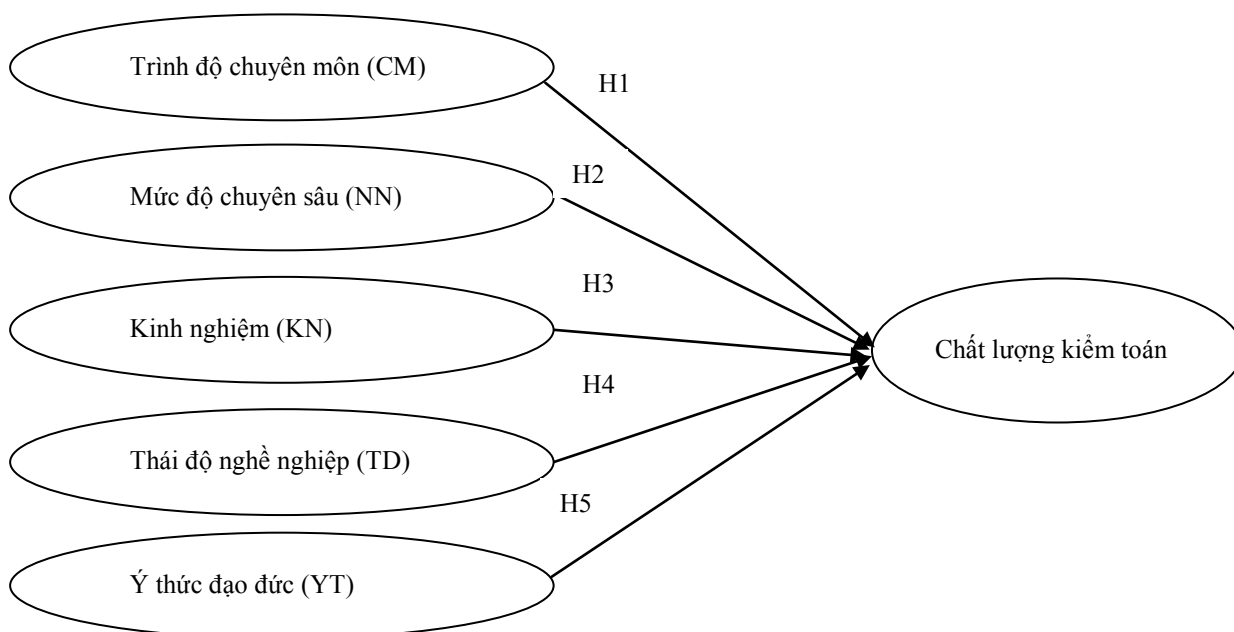 Trình độ chuyên môn (CM)
H1
Mức độ chuyên sâu (NN)
H2
Kinh nghiệm (KN)
H3
Chất lượng kiểm toán
H4
Thái độ nghề nghiệp (TD)
H5
Ý thức đạo đức (YT)